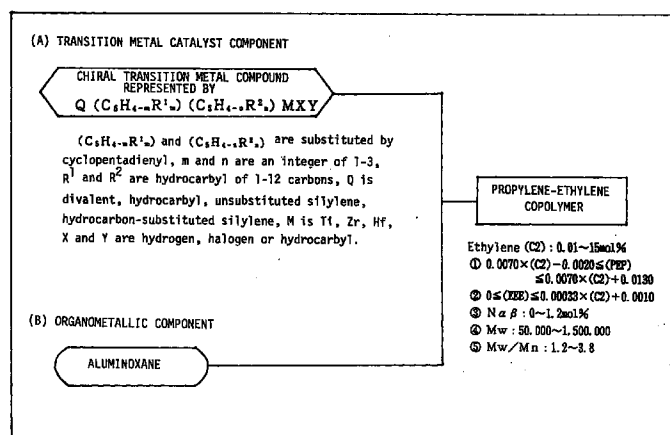 (A) TRANSITION METAL CATALYST COMPONENT
CHIRAL TRANSITION METAL COMPOUND
REPRESENTED BY
Q (C₅H₄₋ₘR¹ₘ) (C₅H₄₋ₙR²ₙ) MXY
(C₅H₄₋ₘR¹ₘ) and (C₅H₄₋ₙR²ₙ) are substituted by
cyclopentadienyl, m and n are an integer of 1-3,
R¹ and R² are hydrocarbyl of 1-12 carbons, Q is
divalent, hydrocarbyl, unsubstituted silylene,
hydrocarbon-substituted silylene, M is Ti, Zr, Hf,
X and Y are hydrogen, halogen or hydrocarbyl.
PROPYLENE-ETHYLENE
COPOLYMER
Ethylene (C2) : 0.01~15mol%
① 0.0070×(C2)−0.0020≤(PEP)
≤0.0070×(C2)+0.0130
② 0≤(EEE)≤0.00033×(C2)+0.0010
③ Nαβ : 0~1.2mol%
④ Mw : 50.000~1,500.000
⑤ Mw/Mn : 1.2~3.8
(B) ORGANOMETALLIC COMPONENT
ALUMINOXANE